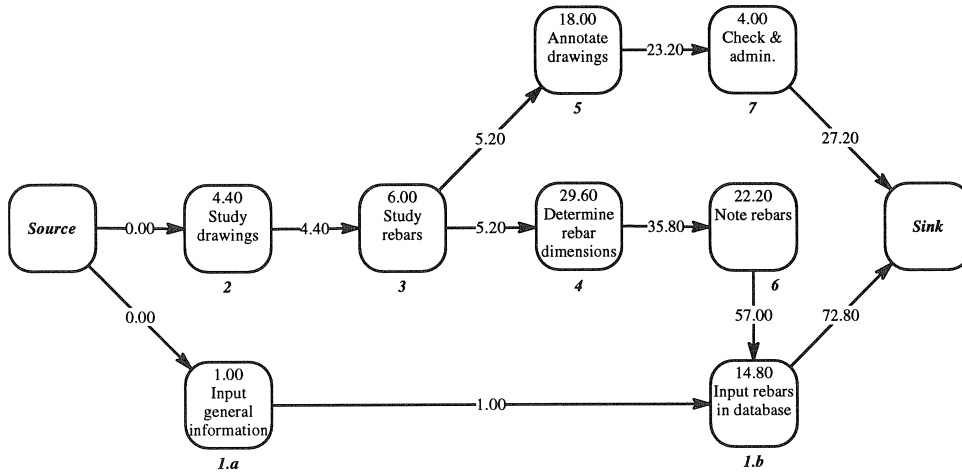 18.00
Annotate
drawings
5
23.20
4.00
Check &
admin.
7
5.20
27.20
Source
0.00
4.40
Study
drawings
2
4.40
6.00
Study
rebars
3
5.20
29.60
Determine
rebar
dimensions
4
35.80
22.20
Note rebars
6
Sink
0.00
57.00
72.80
1.00
Input
general
information
1.a
1.00
14.80
Input rebars
in database
1.b